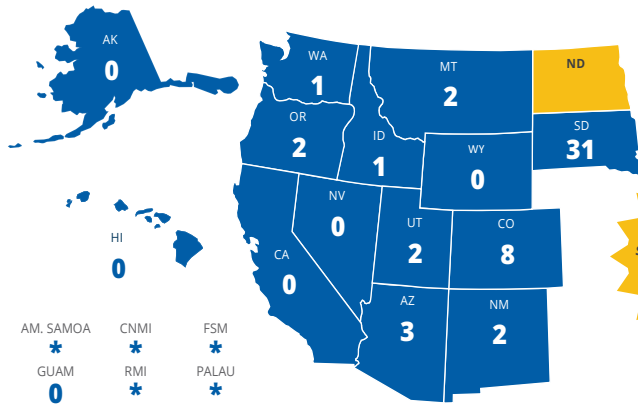 AK
0
WA
1
MT
2
ND
OR
2
ID
1
WY
0
SD
31
NV
0
UT
2
CO
8
HI
0
CA
0
AZ
3
NM
2
AM. SAMOA CNMI FSM
* * *
GUAM RMI PALAU
0 * *